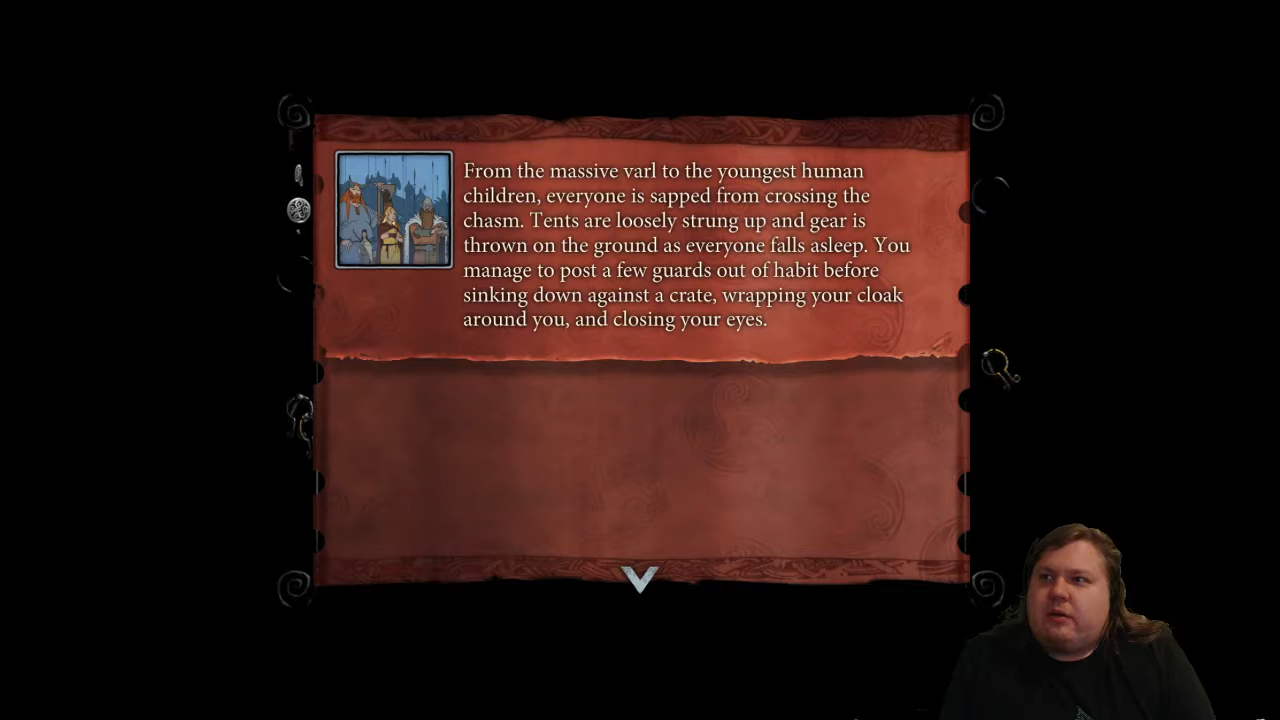 From the massive varl to the youngest human
children, everyone is sapped from crossing the
chasm. Tents are loosely strung up and gear is
thrown on the ground as everyone falls asleep. You
manage to post a few guards out of habit before
sinking down against a crate, wrapping your cloak
around you, and closing your eyes.